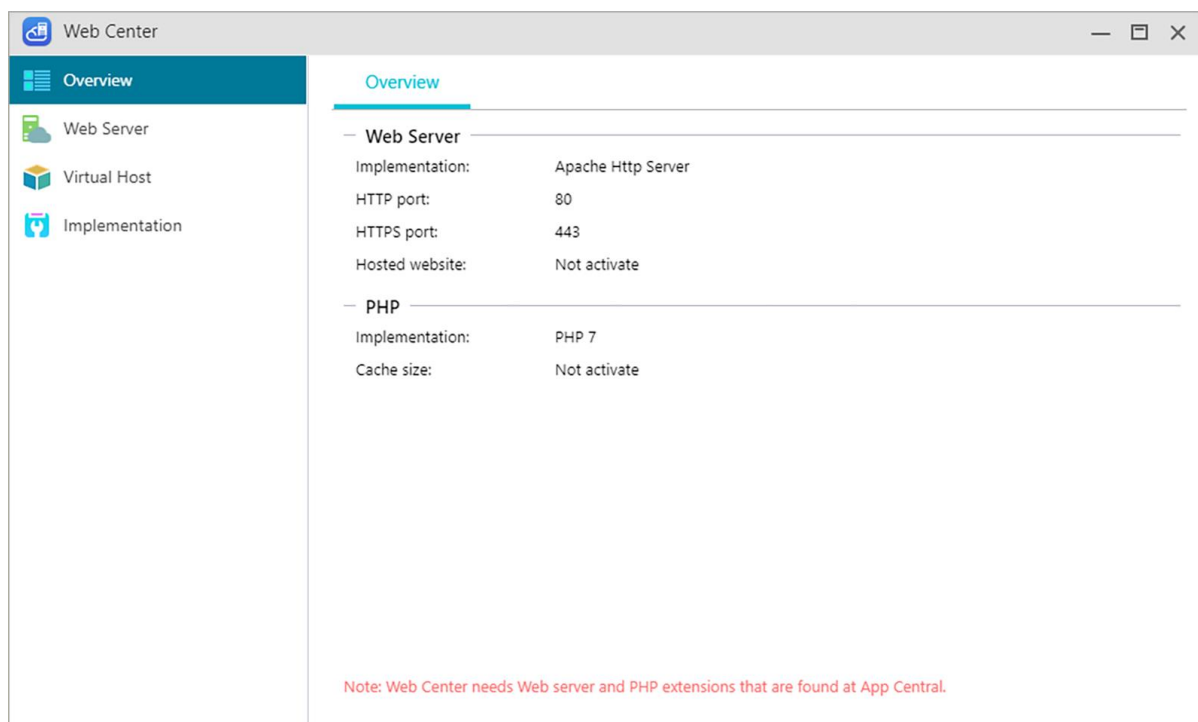 Web Center
Overview
Web Server
Virtual Host
Implementation
Overview
Web Server
Implementation: Apache Http Server
HTTP port: 80
HTTPS port: 443
Hosted website: Not activate
PHP
Implementation: PHP 7
Cache size: Not activate
Note: Web Center needs Web server and PHP extensions that are found at App Central.